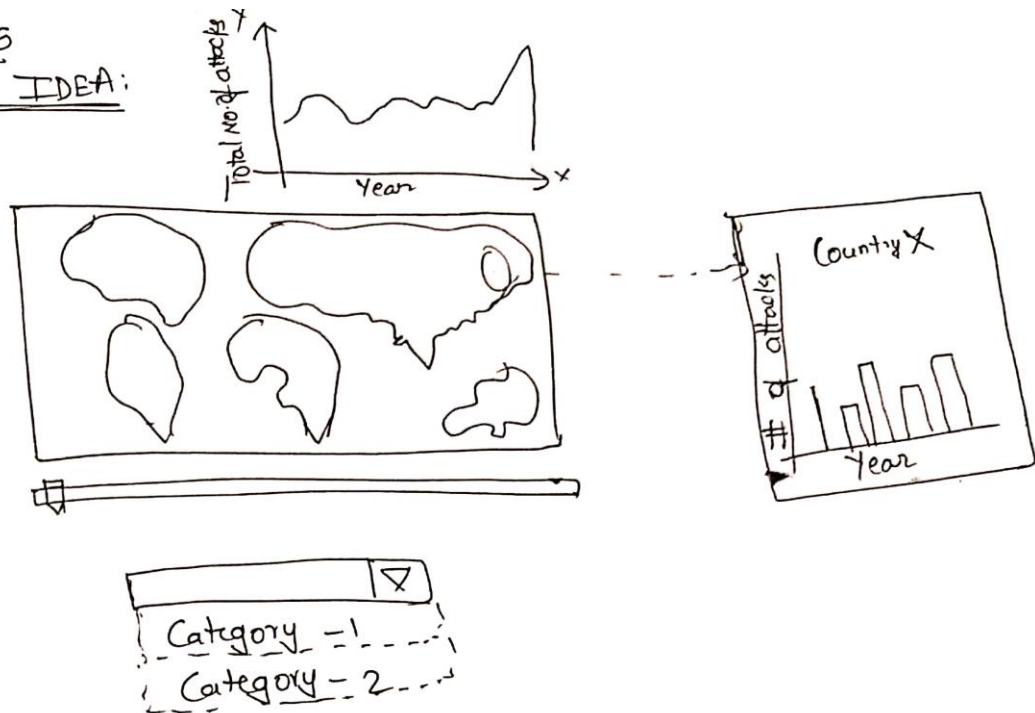 IDEA:
Y
Total No. of attacks
X
Year
Country X
# of attacks
Year
Category - 1
Category - 2